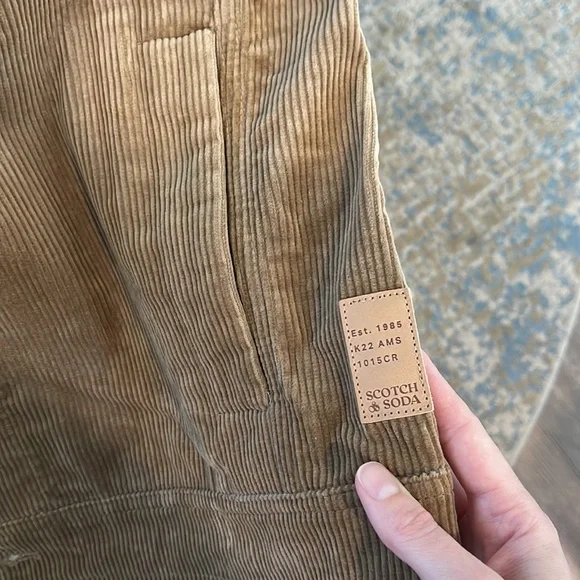 Est. 1985
K22 AMS
1015CR
SCOTCH
& SODA